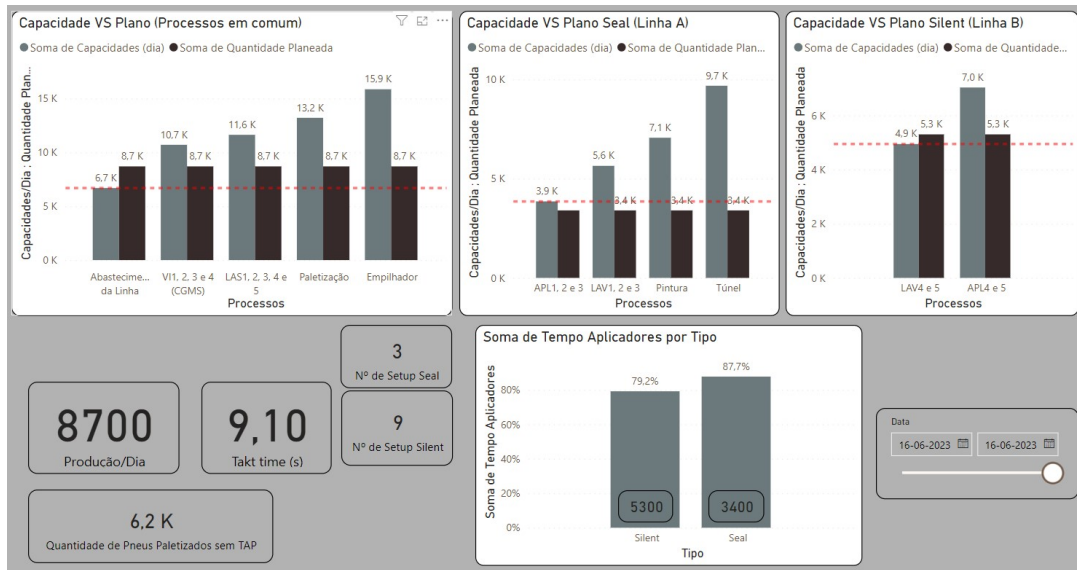 Capacidade VS Plano (Processos em comum)
Soma de Capacidades (dia) Soma de Quantidade Planeada
Capacidades/Dia : Quantidade Plan...
15 K
10 K
5 K
0 K
6,7 K 8,7 K 10,7 K 8,7 K 11,6 K 8,7 K 13,2 K 8,7 K 15,9 K 8,7 K
Abastecime... VI1, 2, 3 e 4 LAS1, 2, 3, 4 e Paletização Empilhador
da Linha (CGMS) 5
Processos
Capacidade VS Plano Seal (Linha A)
Soma de Capacidades (dia) Soma de Quantidade Plan...
Capacidades/Dia : Quantidade Planeada
10 K
5 K
0 K
3,9 K 5,6 K 3,4 K 7,1 K 3,4 K 9,7 K 3,4 K
APL1, 2 e 3 LAV1, 2 e 3 Pintura Túnel
Processos
Capacidade VS Plano Silent (Linha B)
Soma de Capacidades (dia) Soma de Quantidade...
Capacidades/Dia : Quantidade Planeada
6 K
4 K
2 K
0 K
4,9 K 5,3 K 7,0 K 5,3 K
LAV4 e 5 APL4 e 5
Processos
3
Nº de Setup Seal
9
Nº de Setup Silent
8700
Produção/Dia
9,10
Takt time (s)
6,2 K
Quantidade de Pneus Paletizados sem TAP
Soma de Tempo Aplicadores por Tipo
Soma de Tempo Aplicadores
80%
60%
40%
20%
0%
79,2% 87,7%
5300 3400
Silent Seal
Tipo
Data
16-06-2023 16-06-2023